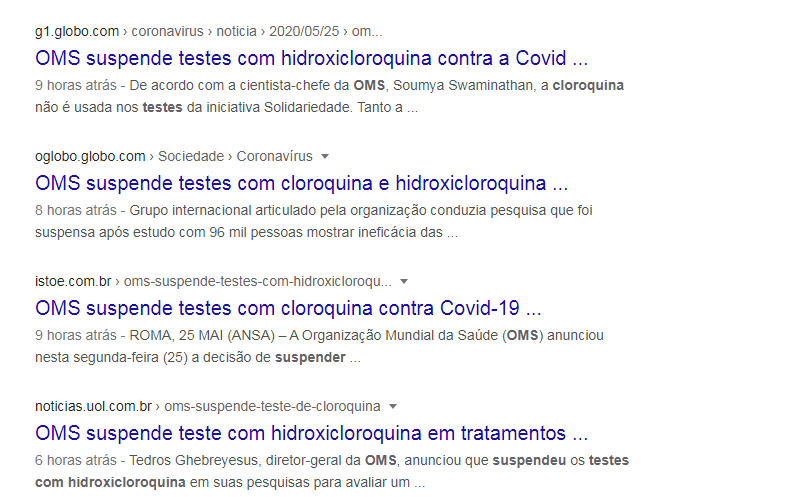 g1.globo.com › coronavirus › noticia › 2020/05/25 › om...
OMS suspende testes com hidroxicloroquina contra a Covid ...
9 horas atrás - De acordo com a cientista-chefe da OMS, Soumya Swaminathan, a cloroquina
não é usada nos testes da iniciativa Solidariedade. Tanto a ...
oglobo.globo.com › Sociedade › Coronavírus
OMS suspende testes com cloroquina e hidroxicloroquina ...
8 horas atrás - Grupo internacional articulado pela organização conduzia pesquisa que foi
suspensa após estudo com 96 mil pessoas mostrar ineficácia das ...
istoe.com.br › oms-suspende-testes-com-hidroxicloroqu...
OMS suspende testes com cloroquina contra Covid-19 ...
9 horas atrás - ROMA, 25 MAI (ANSA) – A Organização Mundial da Saúde (OMS) anunciou
nesta segunda-feira (25) a decisão de suspender ...
noticias.uol.com.br › oms-suspende-teste-de-cloroquina
OMS suspende teste com hidroxicloroquina em tratamentos ...
6 horas atrás - Tedros Ghebreyesus, diretor-geral da OMS, anunciou que suspendeu os testes
com hidroxicloroquina em suas pesquisas para avaliar um ...